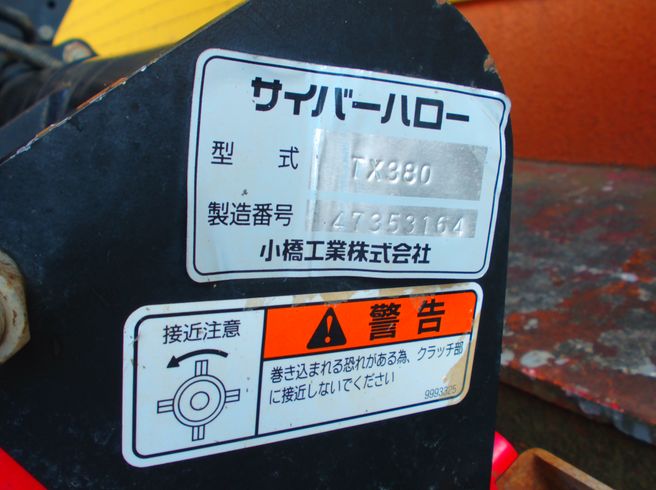 サイバーハロー
型 式 TX380
製造番号 47353164
小橋工業株式会社
接近注意
警告
巻き込まれる恐れがある為、クラッチ部
に接近しないでください
9993325